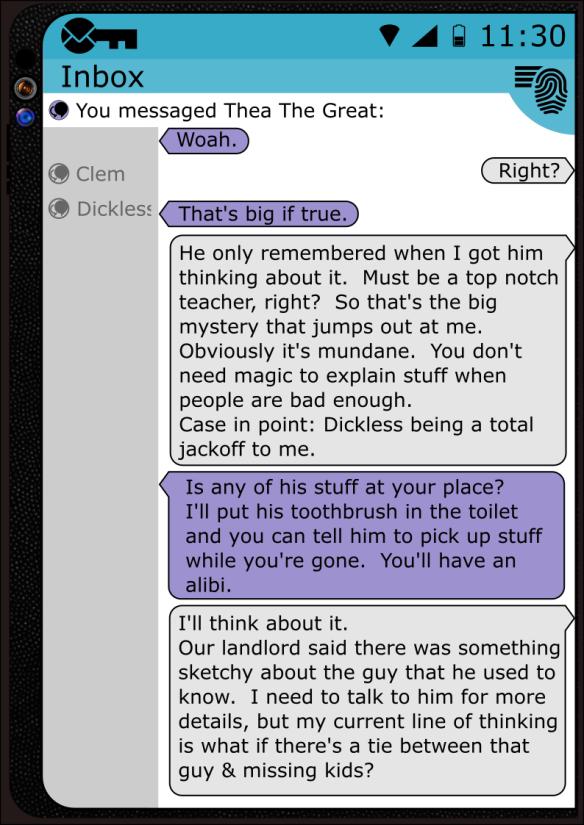 11:30
Inbox
You messaged Thea The Great:
Woah.
Clem
Right?
Dickless
That's big if true.
He only remembered when I got him
thinking about it.  Must be a top notch
teacher, right?  So that's the big
mystery that jumps out at me.
Obviously it's mundane.  You don't
need magic to explain stuff when
people are bad enough.
Case in point: Dickless being a total
jackoff to me.
Is any of his stuff at your place?
I'll put his toothbrush in the toilet
and you can tell him to pick up stuff
while you're gone.  You'll have an
alibi.
I'll think about it.
Our landlord said there was something
sketchy about the guy that he used to
know.  I need to talk to him for more
details, but my current line of thinking
is what if there's a tie between that
guy & missing kids?